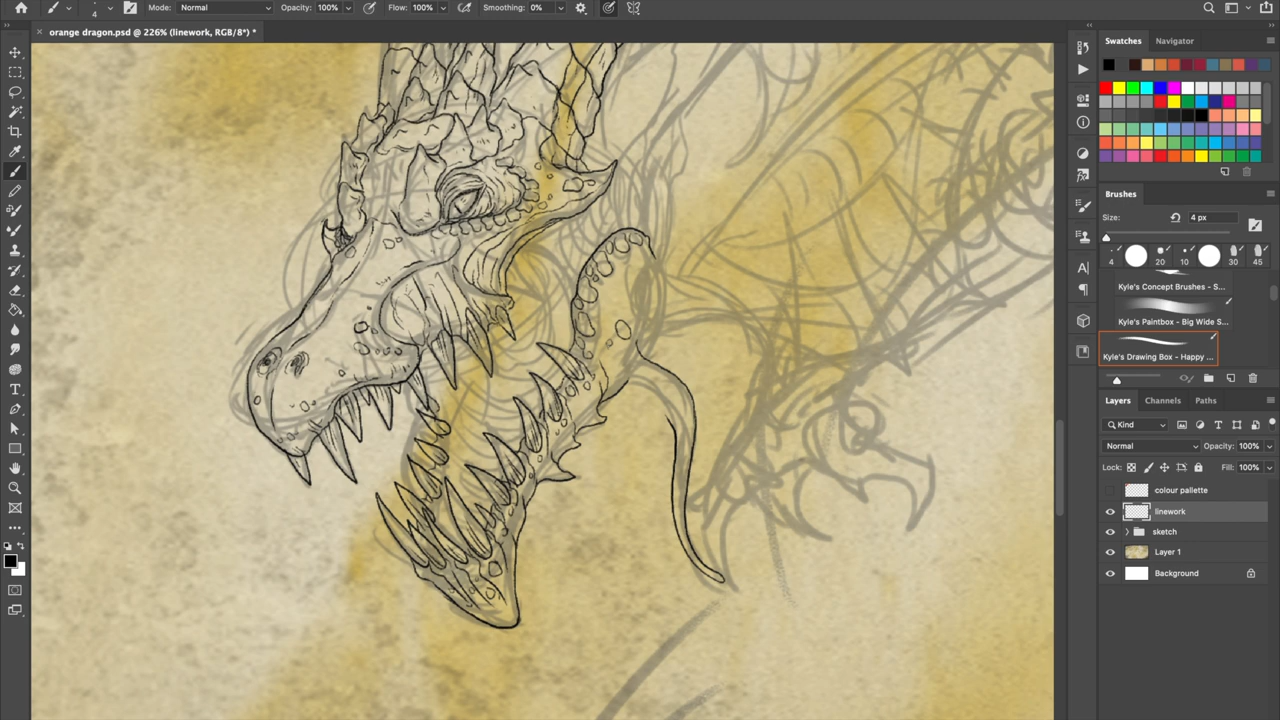 4
Mode: Normal Opacity: 100% Flow: 100% Smoothing: 0%
× orange dragon.psd @ 226% (linework, RGB/8*) *
Swatches Navigator
Brushes
Size: 4 px
4 20 10 30 45
Kyle's Concept Brushes - S...
Kyle's Paintbox - Big Wide S...
Kyle's Drawing Box - Happy ...
Layers Channels Paths
Kind
Normal Opacity: 100%
Lock: Fill: 100%
colour palette
linework
sketch
Layer 1
Background